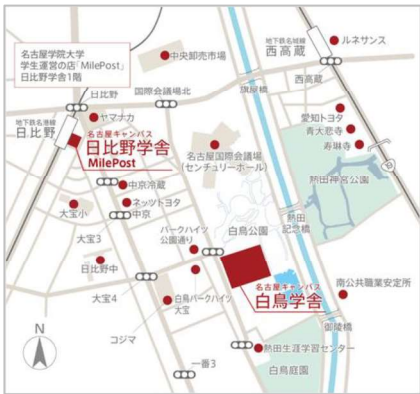 名古屋学院大学
学生運営の店「MilePost」
日比野学舎1階
中央卸売市場
地下鉄名城線
西高蔵
ルネサンス
西高蔵
国際会議場北
旗屋橋
日比野
地下鉄名港線
日比野
ヤマナカ
名古屋キャンパス
日比野学舎
MilePost
名古屋国際会議場
(センチュリーホール)
愛知トヨタ
青大悲寺
寿琳寺
熱田神宮公園
中京冷蔵
ネッツトヨタ
中京
大宝小
大宝3
白鳥公園
熱田
記念橋
パークハイツ
公園通り
日比野中
大宝4
白鳥パークハイツ
大宝
名古屋キャンパス
白鳥学舎
南公共職業安定所
御陵橋
コジマ
N
一番3
熱田生涯学習センター
白鳥庭園